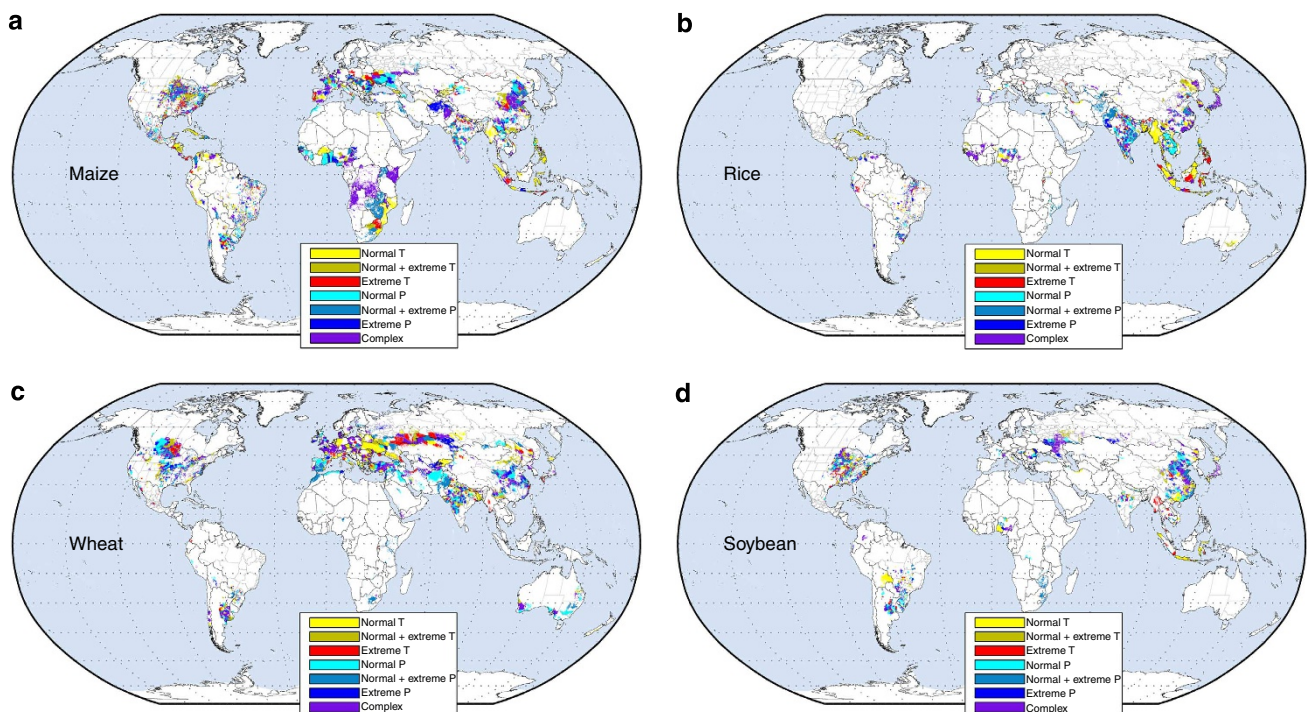 a
Maize
Normal T
Normal + extreme T
Extreme T
Normal P
Normal + extreme P
Extreme P
Complex
b
Rice
Normal T
Normal + extreme T
Extreme T
Normal P
Normal + extreme P
Extreme P
Complex
c
Wheat
Normal T
Normal + extreme T
Extreme T
Normal P
Normal + extreme P
Extreme P
Complex
d
Soybean
Normal T
Normal + extreme T
Extreme T
Normal P
Normal + extreme P
Extreme P
Complex